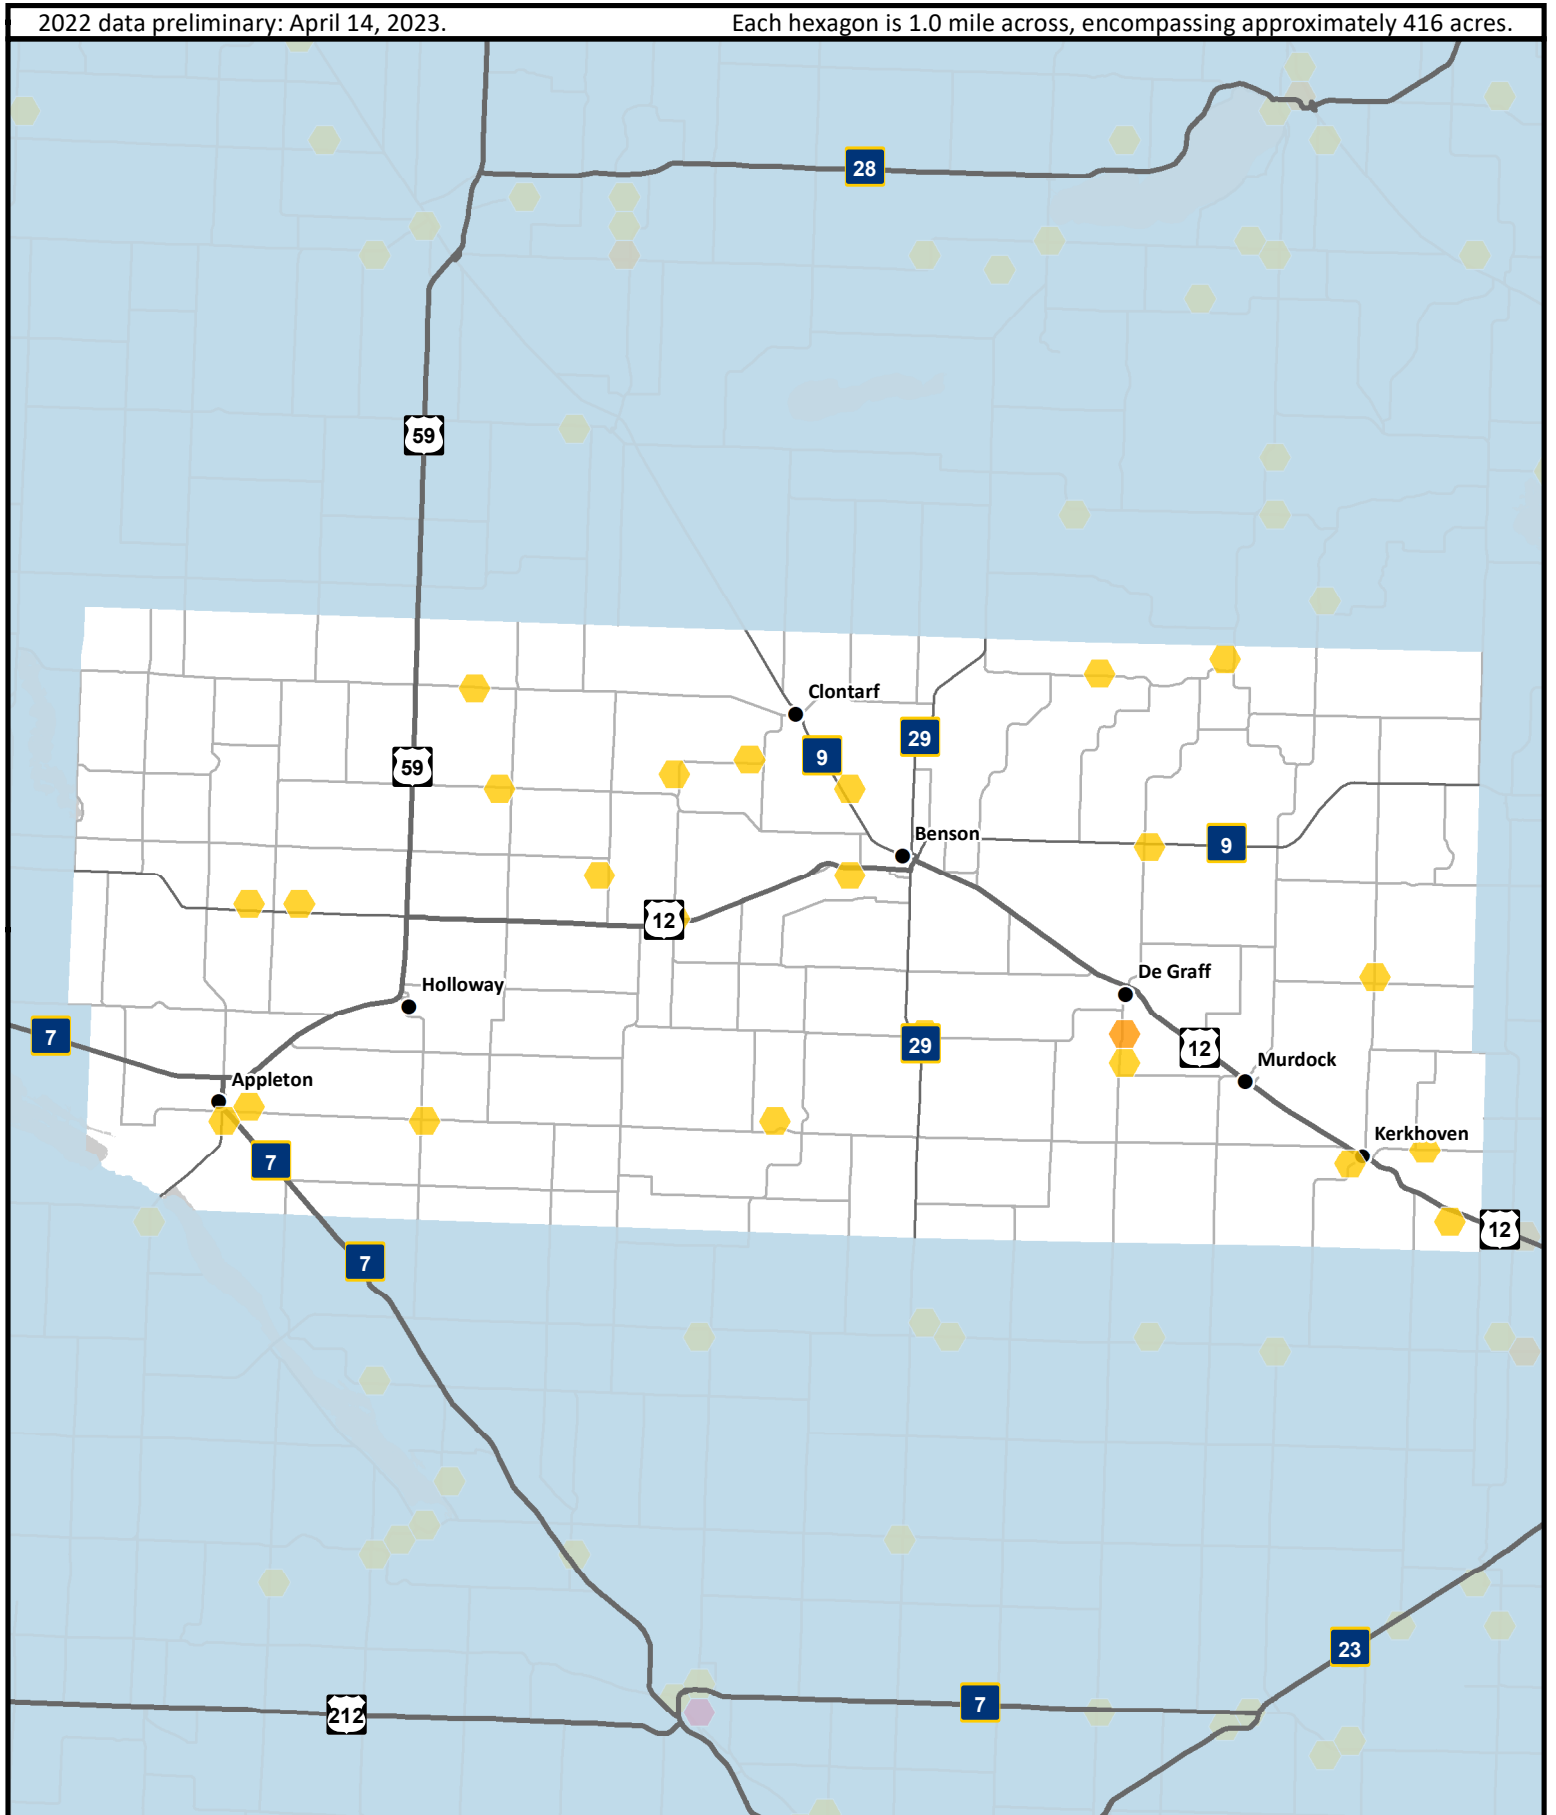 2022 data preliminary: April 14, 2023. Each hexagon is 1.0 mile across, encompassing approximately 416 acres.
28
59
Clontarf
29
9
59
Benson
9
12
De Graff
Holloway
7
29
12
Murdock
Appleton
Kerkhoven
7
12
7
23
7
212